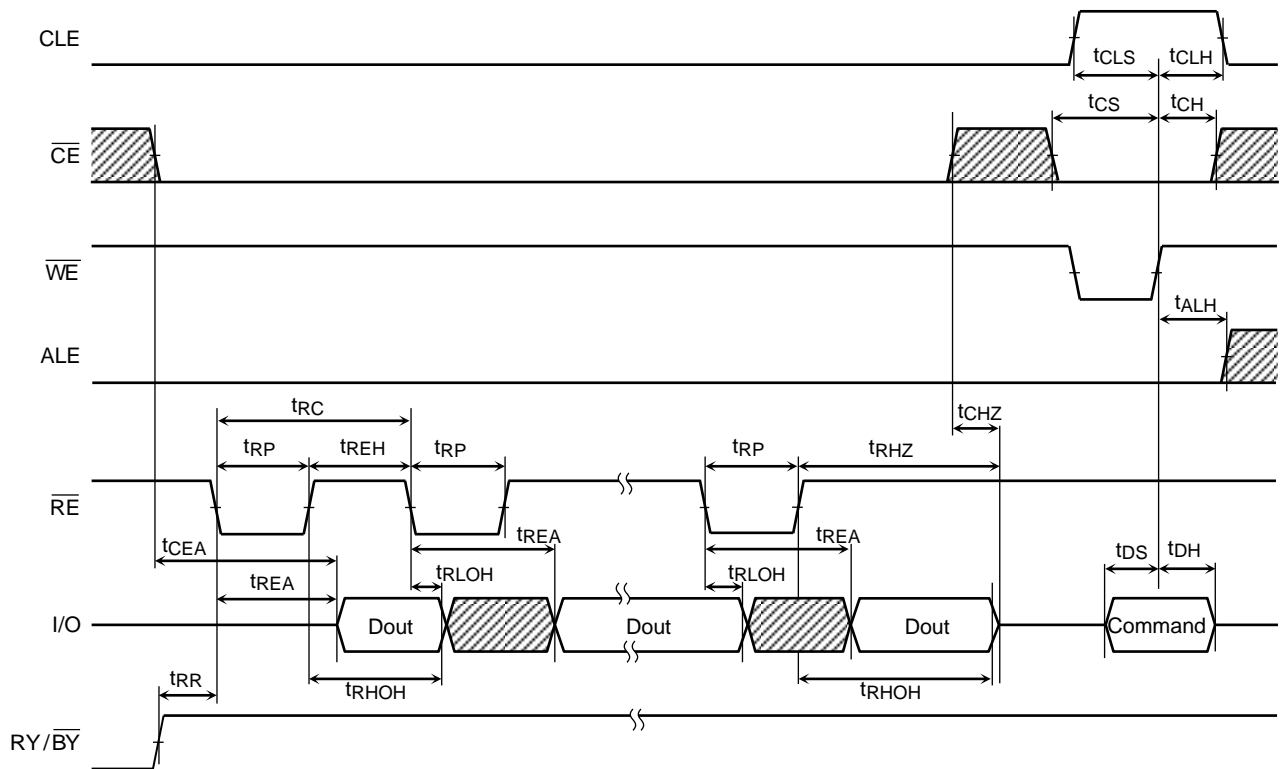 CLE
tCLS tCLH
tCS tCH
CE
WE
tALH
ALE
tRC
tCHZ
tRP tREH tRP tRP tRHZ
RE
tCEA tREA tREA
tDS tDH
tREA tRLOH tRLOH
I/O Dout Dout Dout Command
tRR tRHOH tRHOH
RY/BY